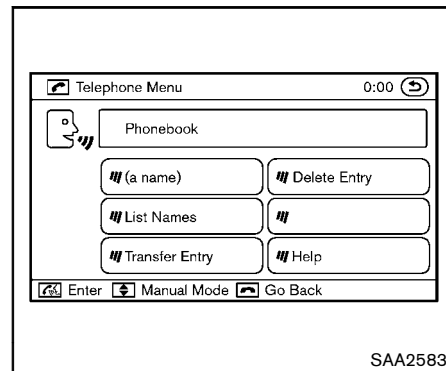 Telephone Menu 0:00
Phonebook
(a name) Delete Entry
List Names
Transfer Entry Help
Enter Manual Mode Go Back
SAA2583